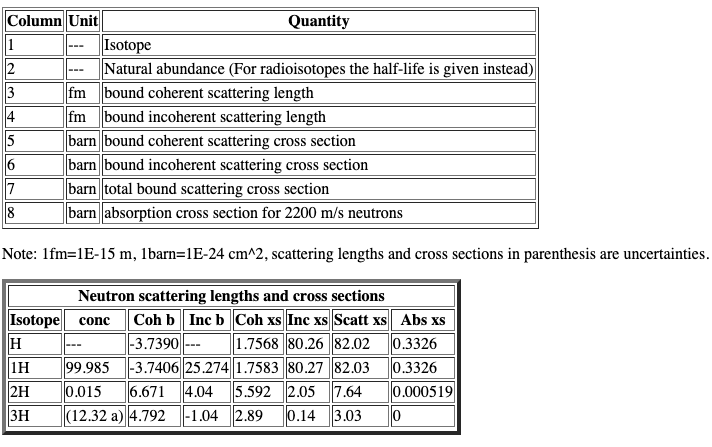 Column Unit Quantity
1 --- Isotope
2 --- Natural abundance (For radioisotopes the half-life is given instead)
3 fm bound coherent scattering length
4 fm bound incoherent scattering length
5 barn bound coherent scattering cross section
6 barn bound incoherent scattering cross section
7 barn total bound scattering cross section
8 barn absorption cross section for 2200 m/s neutrons
Note: 1fm=1E-15 m, 1barn=1E-24 cm^2, scattering lengths and cross sections in parenthesis are uncertainties.
Neutron scattering lengths and cross sections
Isotope conc Coh b Inc b Coh xs Inc xs Scatt xs Abs xs
H --- -3.7390 --- 1.7568 80.26 82.02 0.3326
1H 99.985 -3.7406 25.274 1.7583 80.27 82.03 0.3326
2H 0.015 6.671 4.04 5.592 2.05 7.64 0.000519
3H (12.32 a) 4.792 -1.04 2.89 0.14 3.03 0